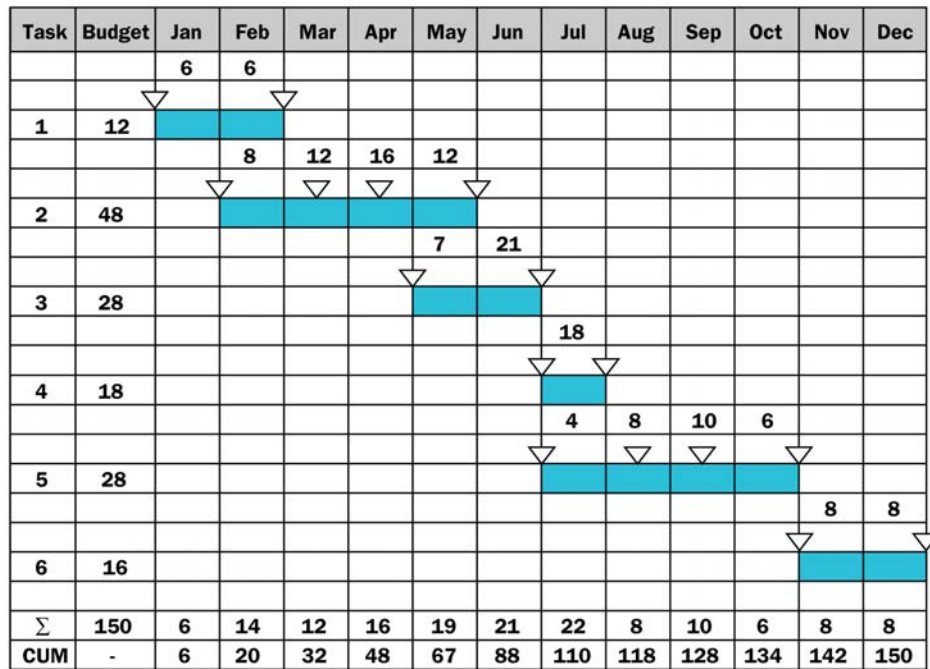 Task Budget Jan Feb Mar Apr May Jun Jul Aug Sep Oct Nov Dec
6 6
1 12
8 12 16 12
2 48
7 21
3 28
18
4 18
4 8 10 6
5 28
8 8
6 16
Σ 150 6 14 12 16 19 21 22 8 10 6 8 8
CUM - 6 20 32 48 67 88 110 118 128 134 142 150